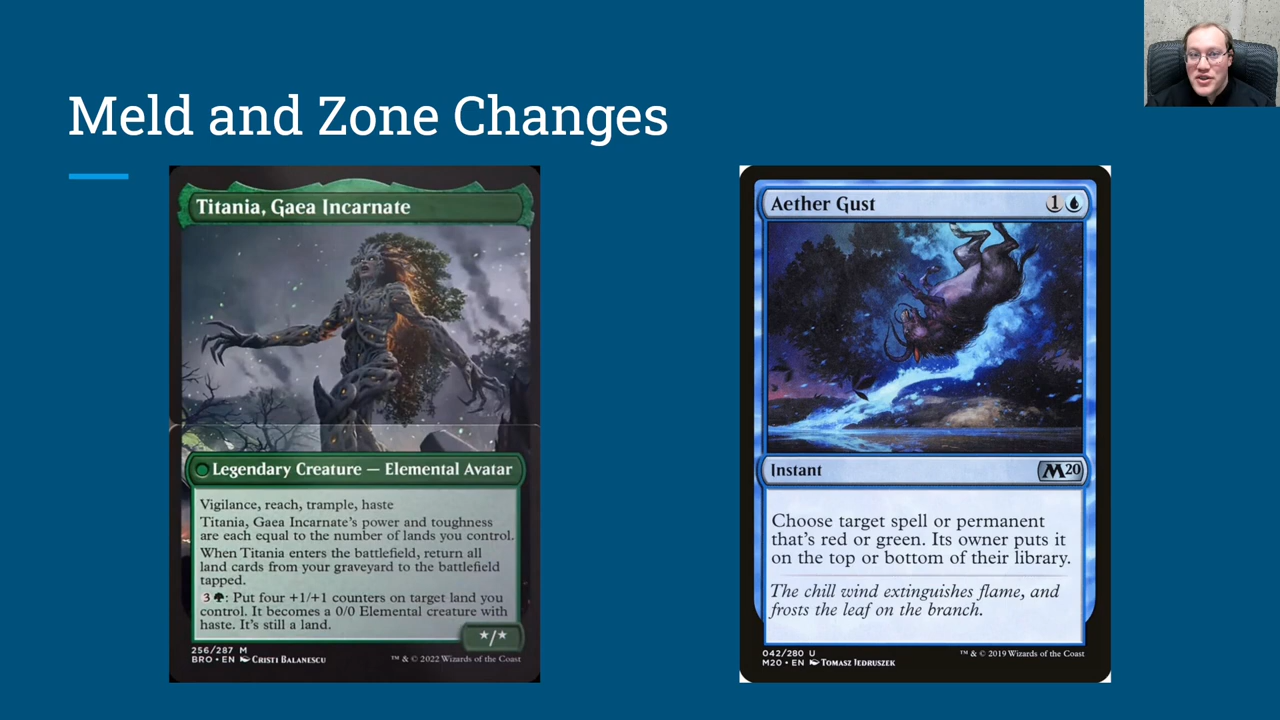 Meld and Zone Changes
Titania, Gaea Incarnate
Legendary Creature — Elemental Avatar
Vigilance, reach, trample, haste
Titania, Gaea Incarnate's power and toughness
are each equal to the number of lands you control.
When Titania enters the battlefield, return all
land cards from your graveyard to the battlefield
tapped.
3: Put four +1/+1 counters on target land you
control. It becomes a 0/0 Elemental creature with
haste. It's still a land.
*/*
256/287 M
BRO • EN Cristi Balanescu
™ & © 2022 Wizards of the Coast
Aether Gust
1
Instant
M20
Choose target spell or permanent
that's red or green. Its owner puts it
on the top or bottom of their library.
The chill wind extinguishes flame, and
frosts the leaf on the branch.
042/280 U
M20 • EN Tomasz Jedruszek
™ & © 2019 Wizards of the Coast